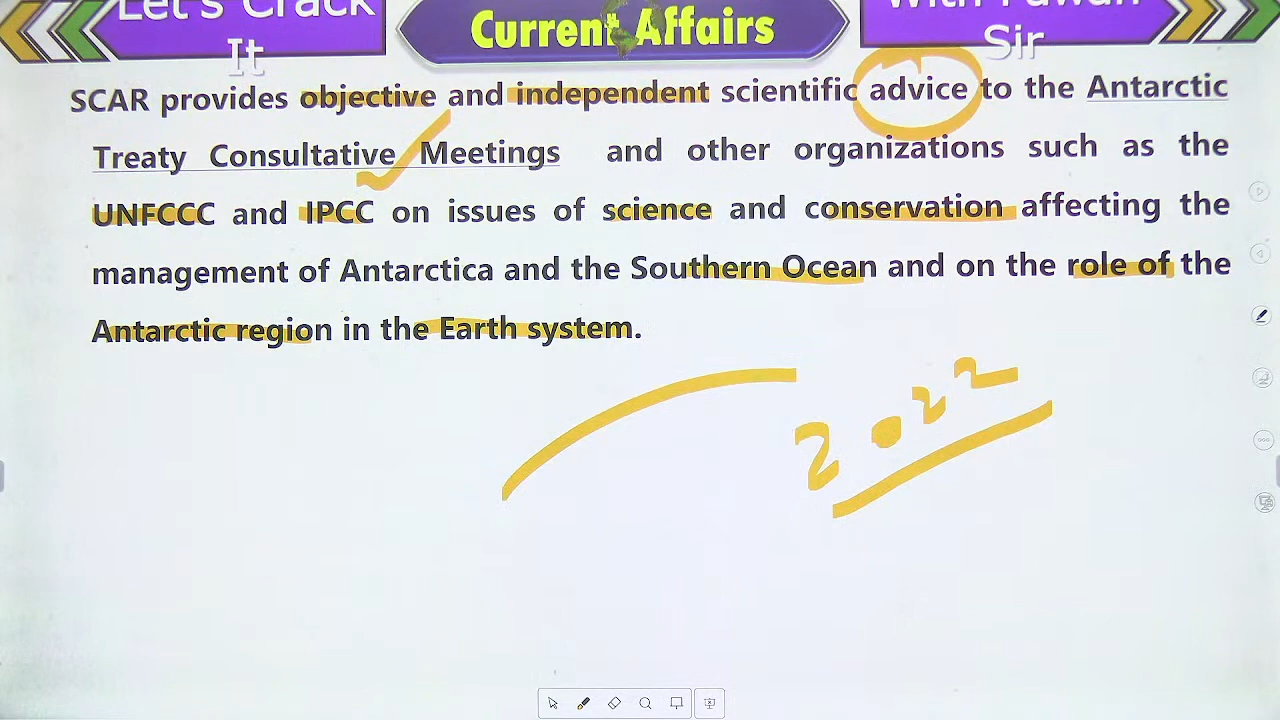 Let's Crack It
Current Affairs
With Pawan Sir
SCAR provides objective and independent scientific advice to the Antarctic
Treaty Consultative Meetings and other organizations such as the
UNFCCC and IPCC on issues of science and conservation affecting the
management of Antarctica and the Southern Ocean and on the role of the
Antarctic region in the Earth system.
2022